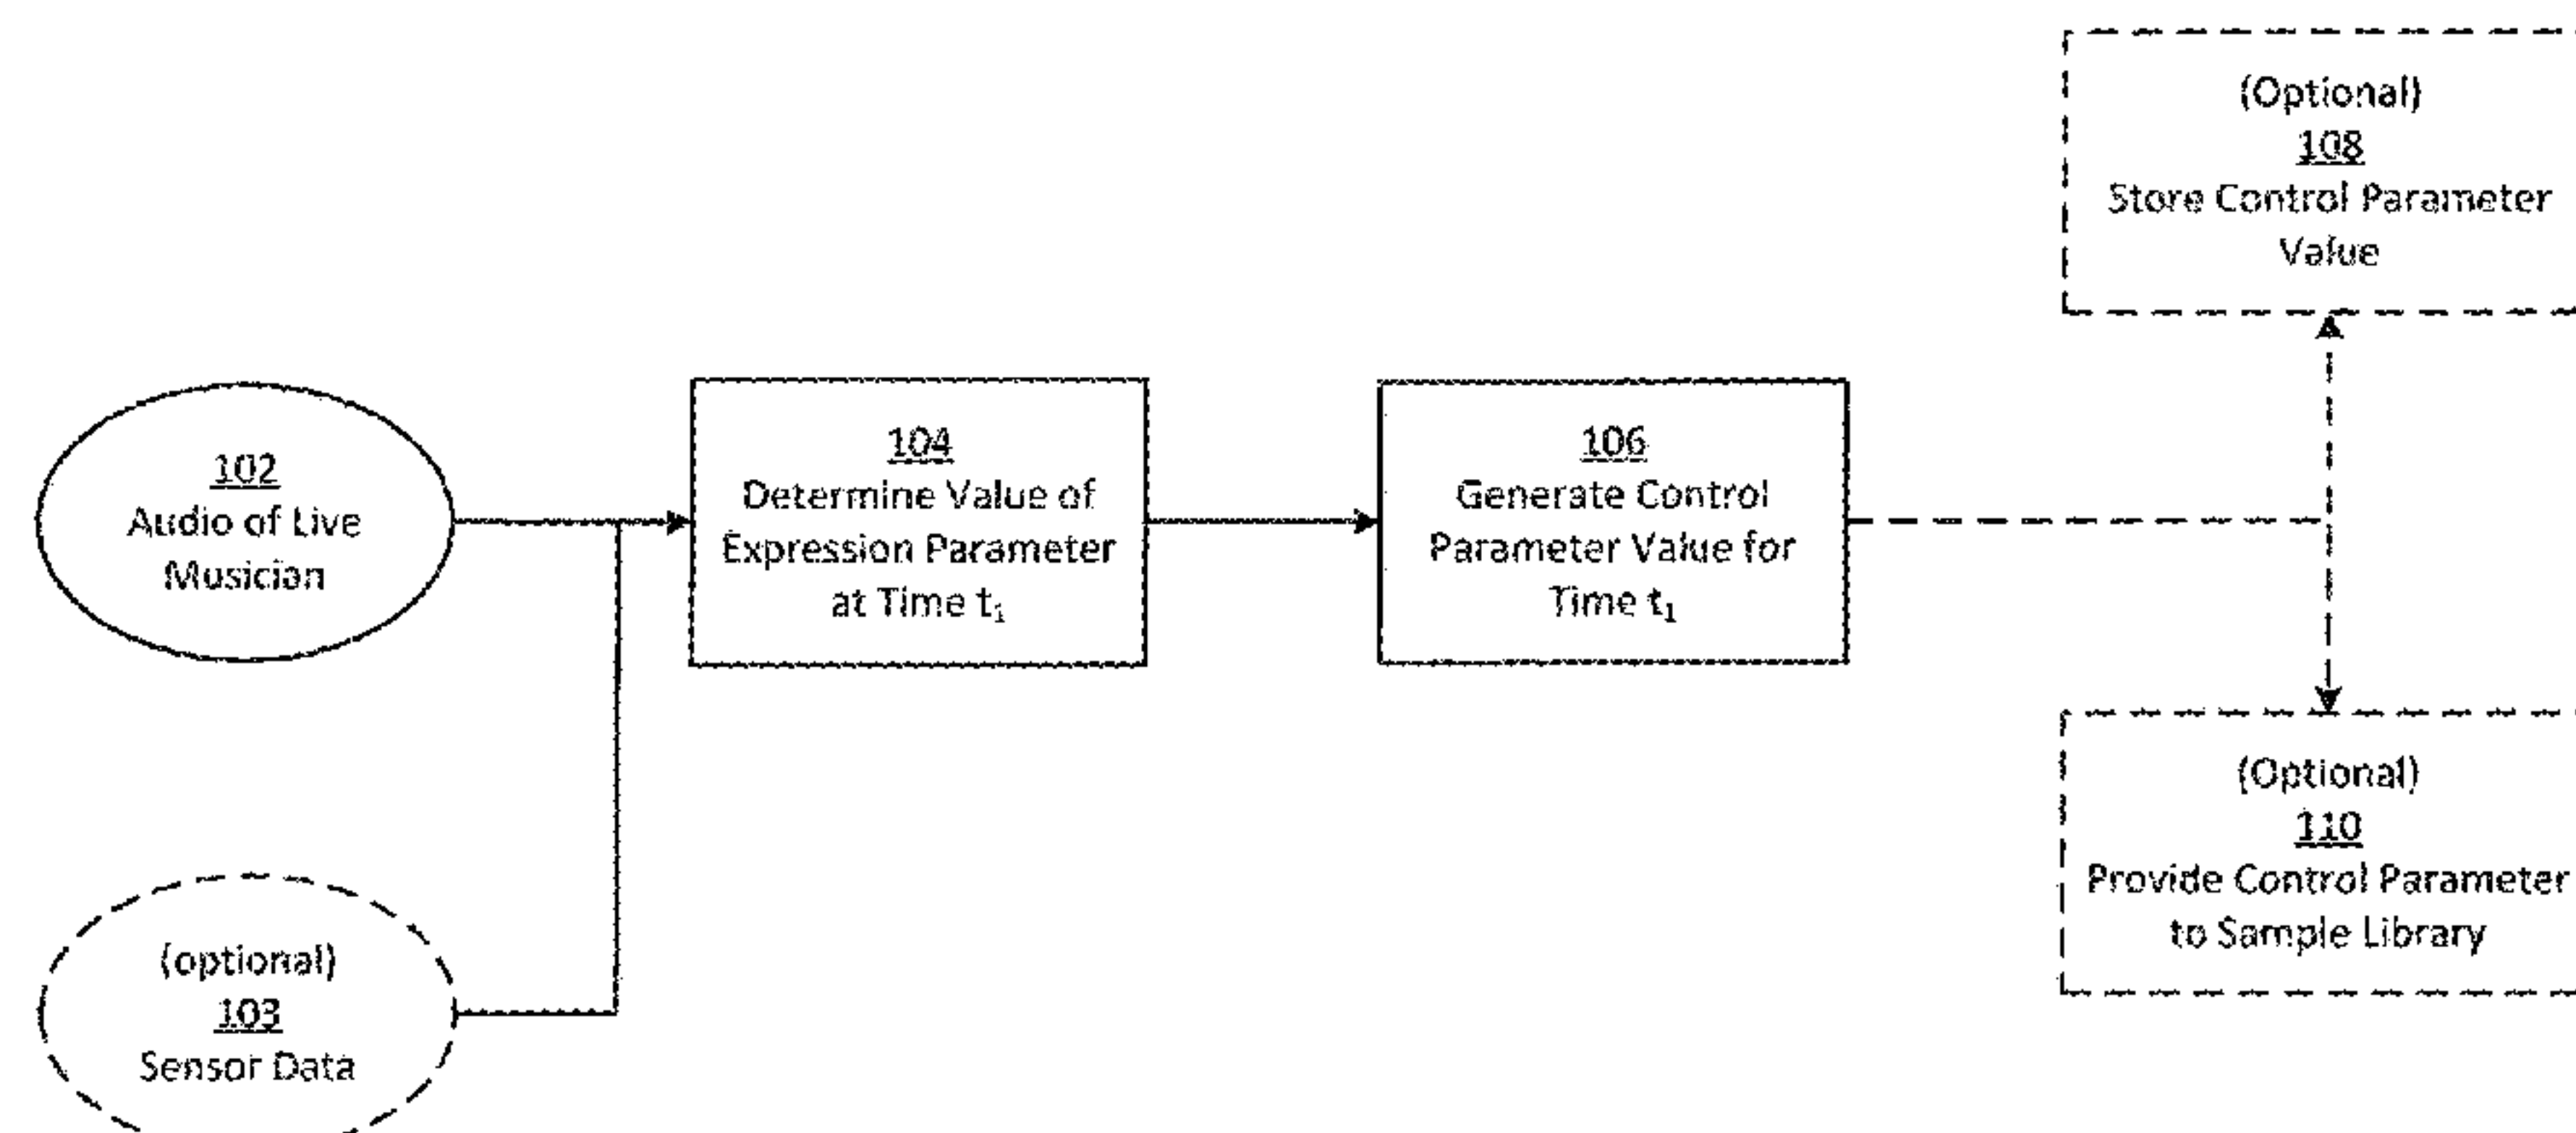 (Optional)
108
Store Control Parameter
Value
102
Audio of Live
Musician
104
Determine Value of
Expression Parameter
at Time t₁
106
Generate Control
Parameter Value for
Time t₁
(optional)
103
Sensor Data
(Optional)
110
Provide Control Parameter
to Sample Library